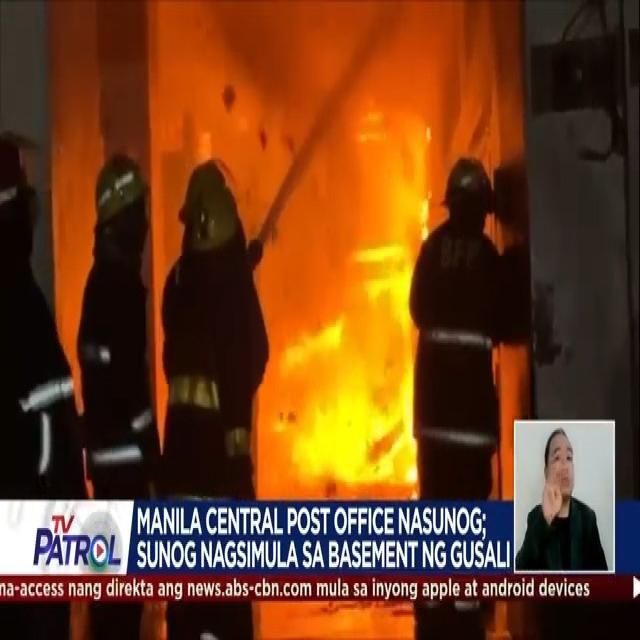 BFP
TV
PATROL
MANILA CENTRAL POST OFFICE NASUNOG;
SUNOG NAGSIMULA SA BASEMENT NG GUSALI
ma-access nang direkta ang news.abs-cbn.com mula sa inyong apple at android devices